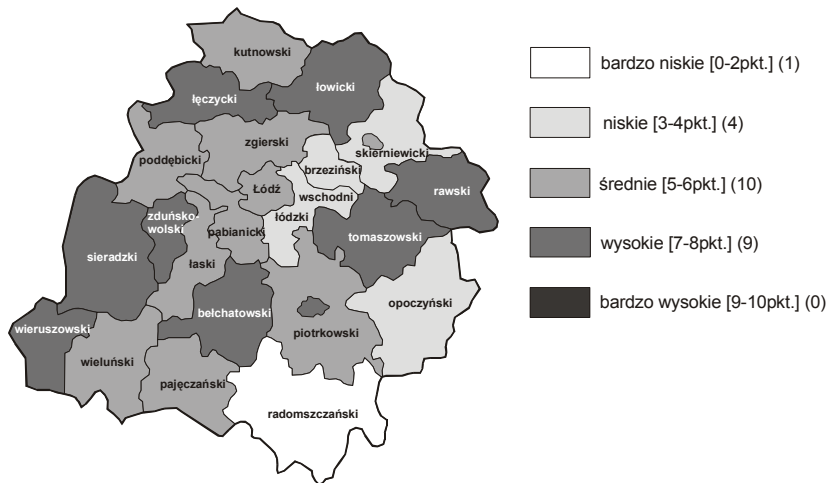 kutnowski
łowicki
łęczycki
zgierski
skierniewicki
poddębicki
brzeziński
rawski
Łódź
wschodni
zduńsko-
wolski
łódzki
pabianicki
tomaszowski
sieradzki
łaski
opoczyński
bełchatowski
wieruszowski
piotrkowski
wieluński
pajęczański
radomszczański
bardzo niskie [0-2pkt.] (1)
niskie [3-4pkt.] (4)
średnie [5-6pkt.] (10)
wysokie [7-8pkt.] (9)
bardzo wysokie [9-10pkt.] (0)